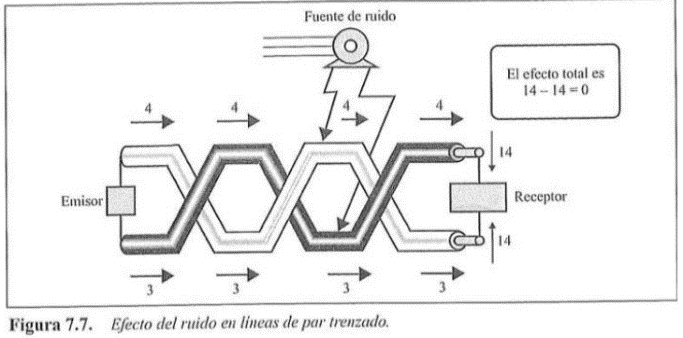 Fuente de ruido
El efecto total es
14 – 14 = 0
4 4 4 4
14
Emisor
Receptor
14
3 3 3 3
Figura 7.7. Efecto del ruido en líneas de par trenzado.